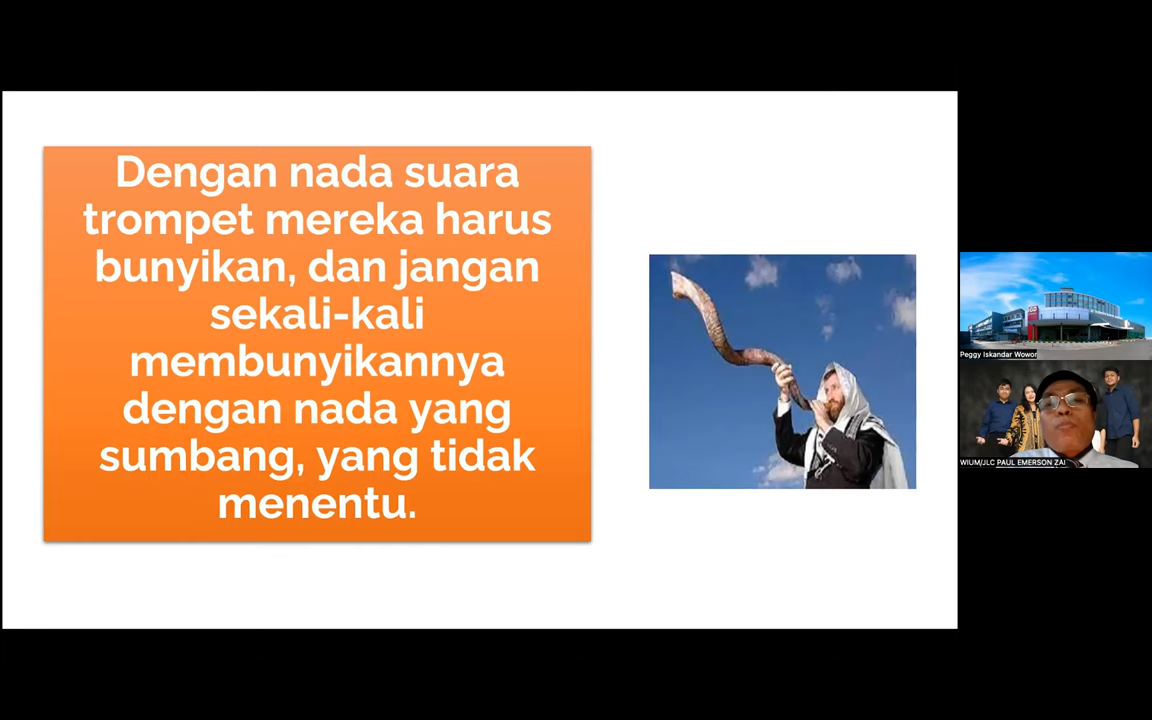 Dengan nada suara
trompet mereka harus
bunyikan, dan jangan
sekali-kali
membunyikannya
dengan nada yang
sumbang, yang tidak
menentu.
Peggy Iskandar Wowor
WIUM/JLC PAUL EMERSON ZAI